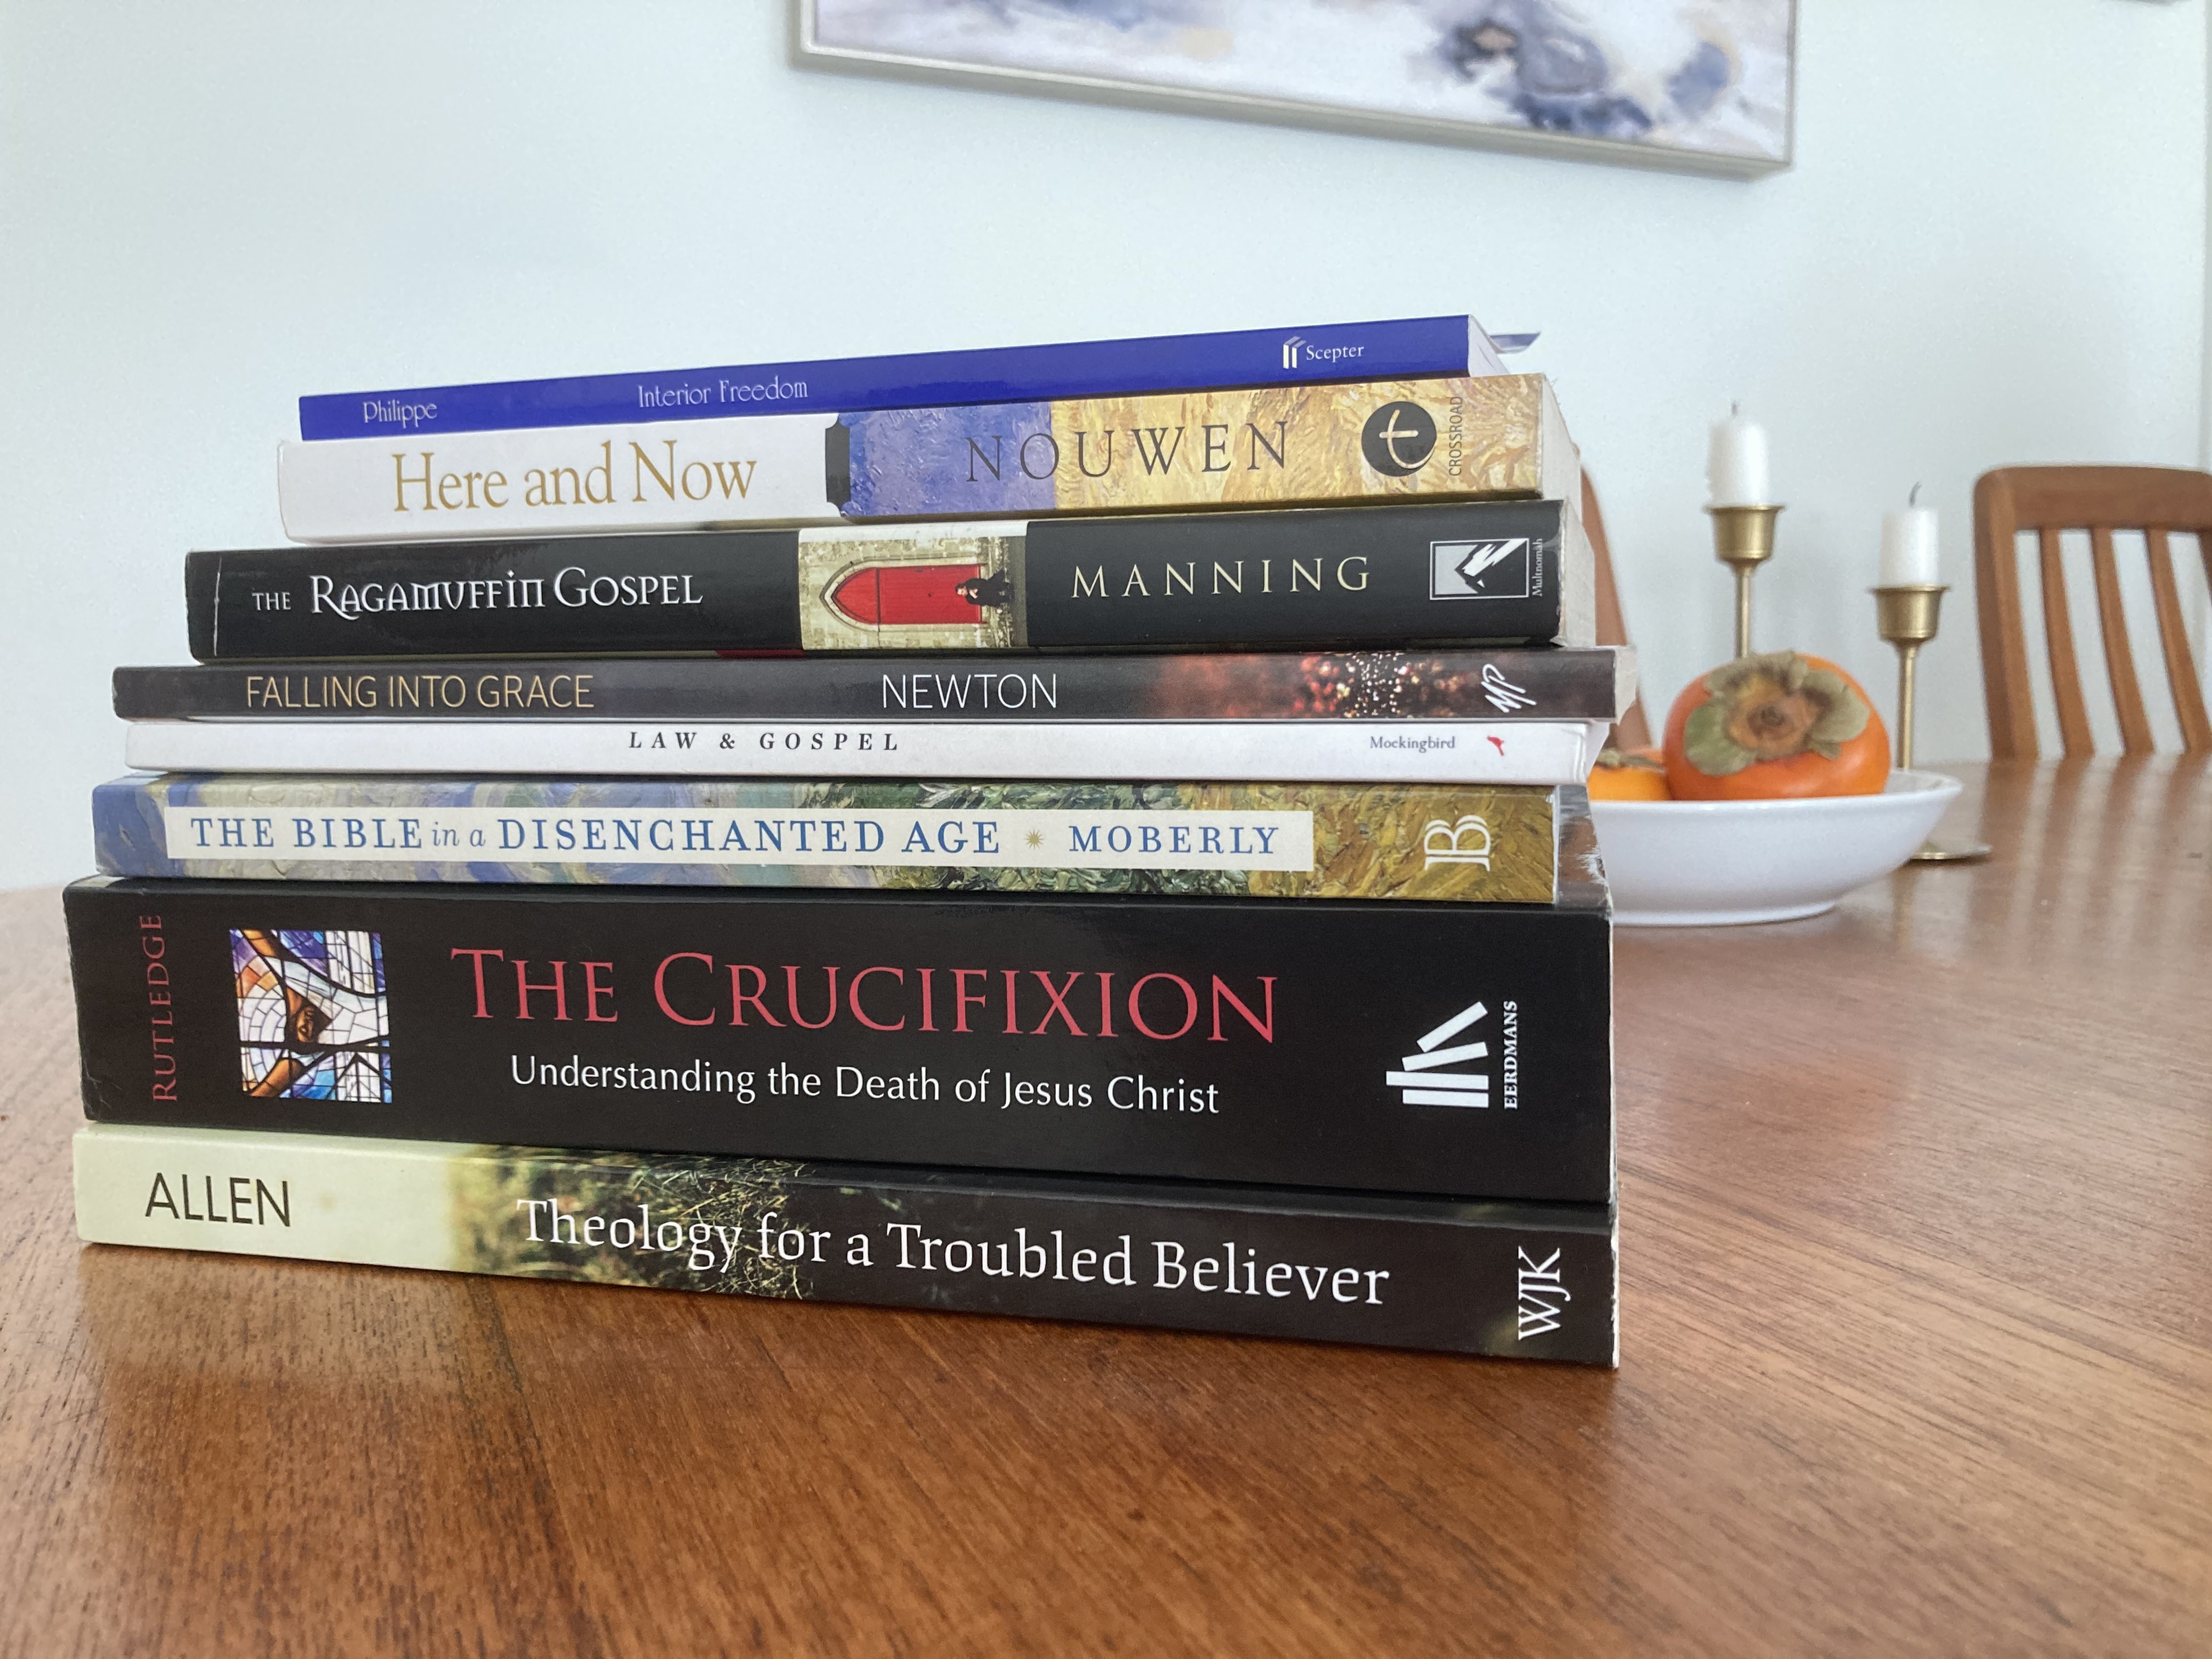 Philippe Interior Freedom Scepter
Here and Now NOUWEN t CROSSROAD
THE RAGAMUFFIN GOSPEL MANNING Multnomah
FALLING INTO GRACE NEWTON
LAW & GOSPEL Mockingbird
THE BIBLE in a DISENCHANTED AGE MOBERLY B
RUTLEDGE THE CRUCIFIXION
Understanding the Death of Jesus Christ
EERDMANS
ALLEN Theology for a Troubled Believer WJK